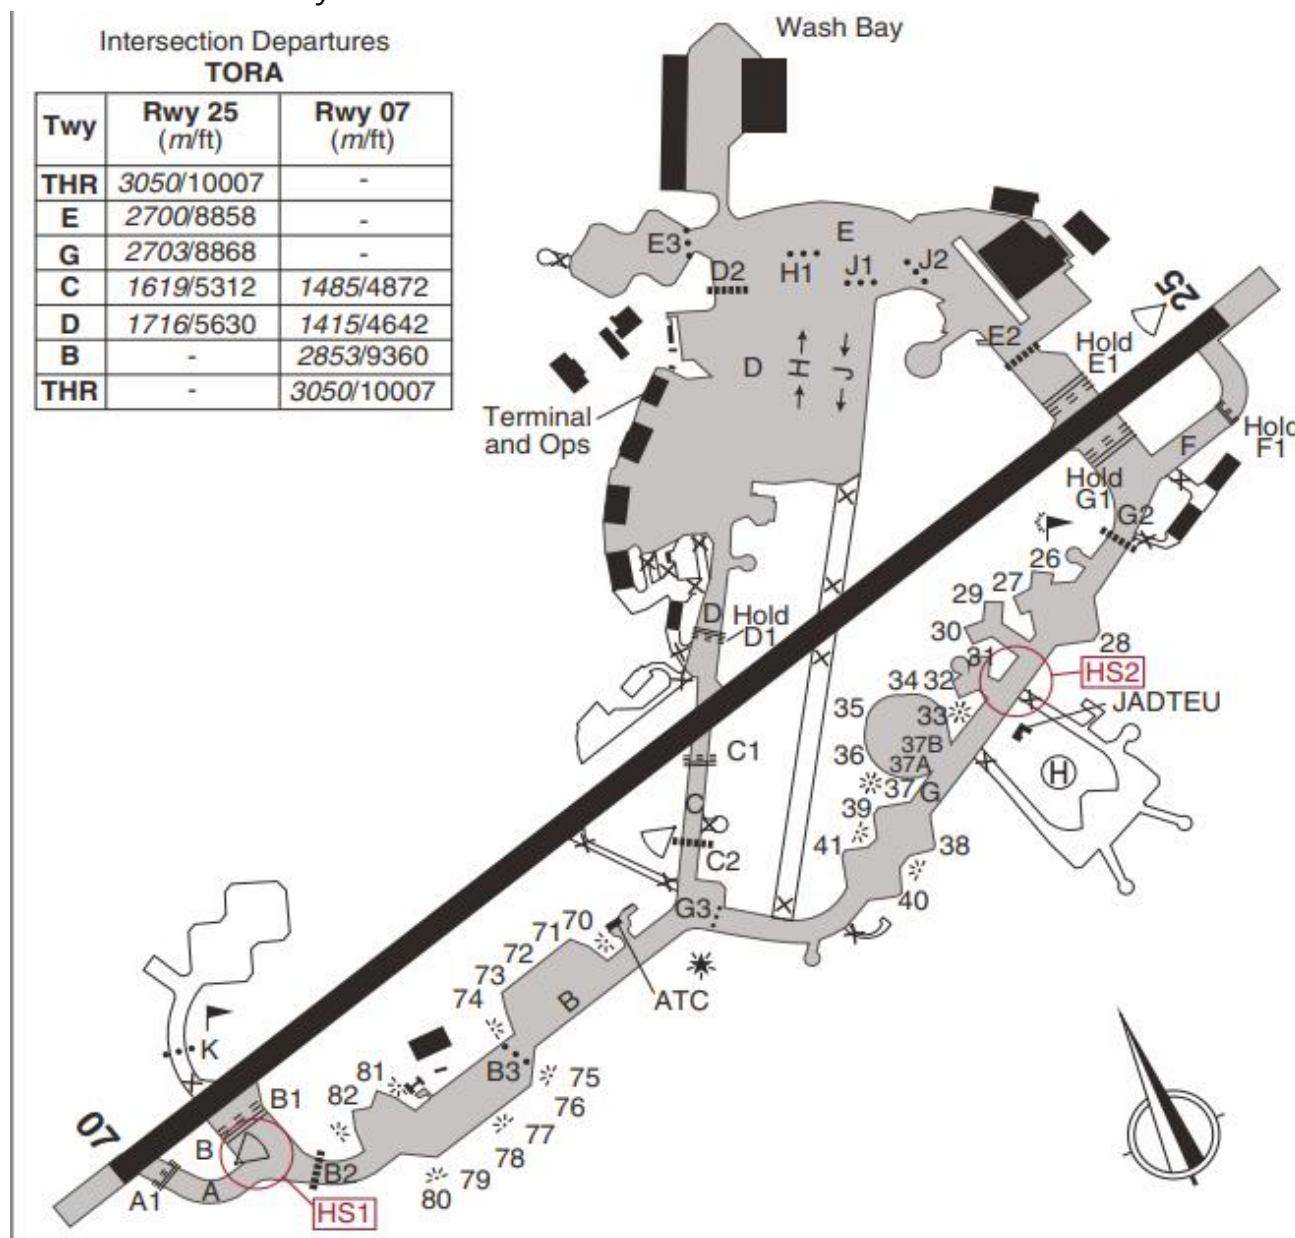 Intersection Departures
TORA
Twy Rwy 25 (m/ft) Rwy 07 (m/ft)
THR 3050/10007 -
E 2700/8858 -
G 2703/8868 -
C 1619/5312 1485/4872
D 1716/5630 1415/4642
B - 2853/9360
THR - 3050/10007
Wash Bay
E3
E
D2
H1
J1
J2
25
E2
Hold
E1
D
H
J
Terminal
and Ops
F
Hold
F1
Hold
G1
G2
26
27
29
30
28
31
HS2
D
Hold
D1
34
32
JADTEU
35
33
37B
36
37A
H
C1
37
G
C
39
41
38
C2
40
G3
70
71
72
73
74
ATC
B
K
B3
75
81
76
B1
82
77
07
B
78
B2
79
A1
A
80
HS1